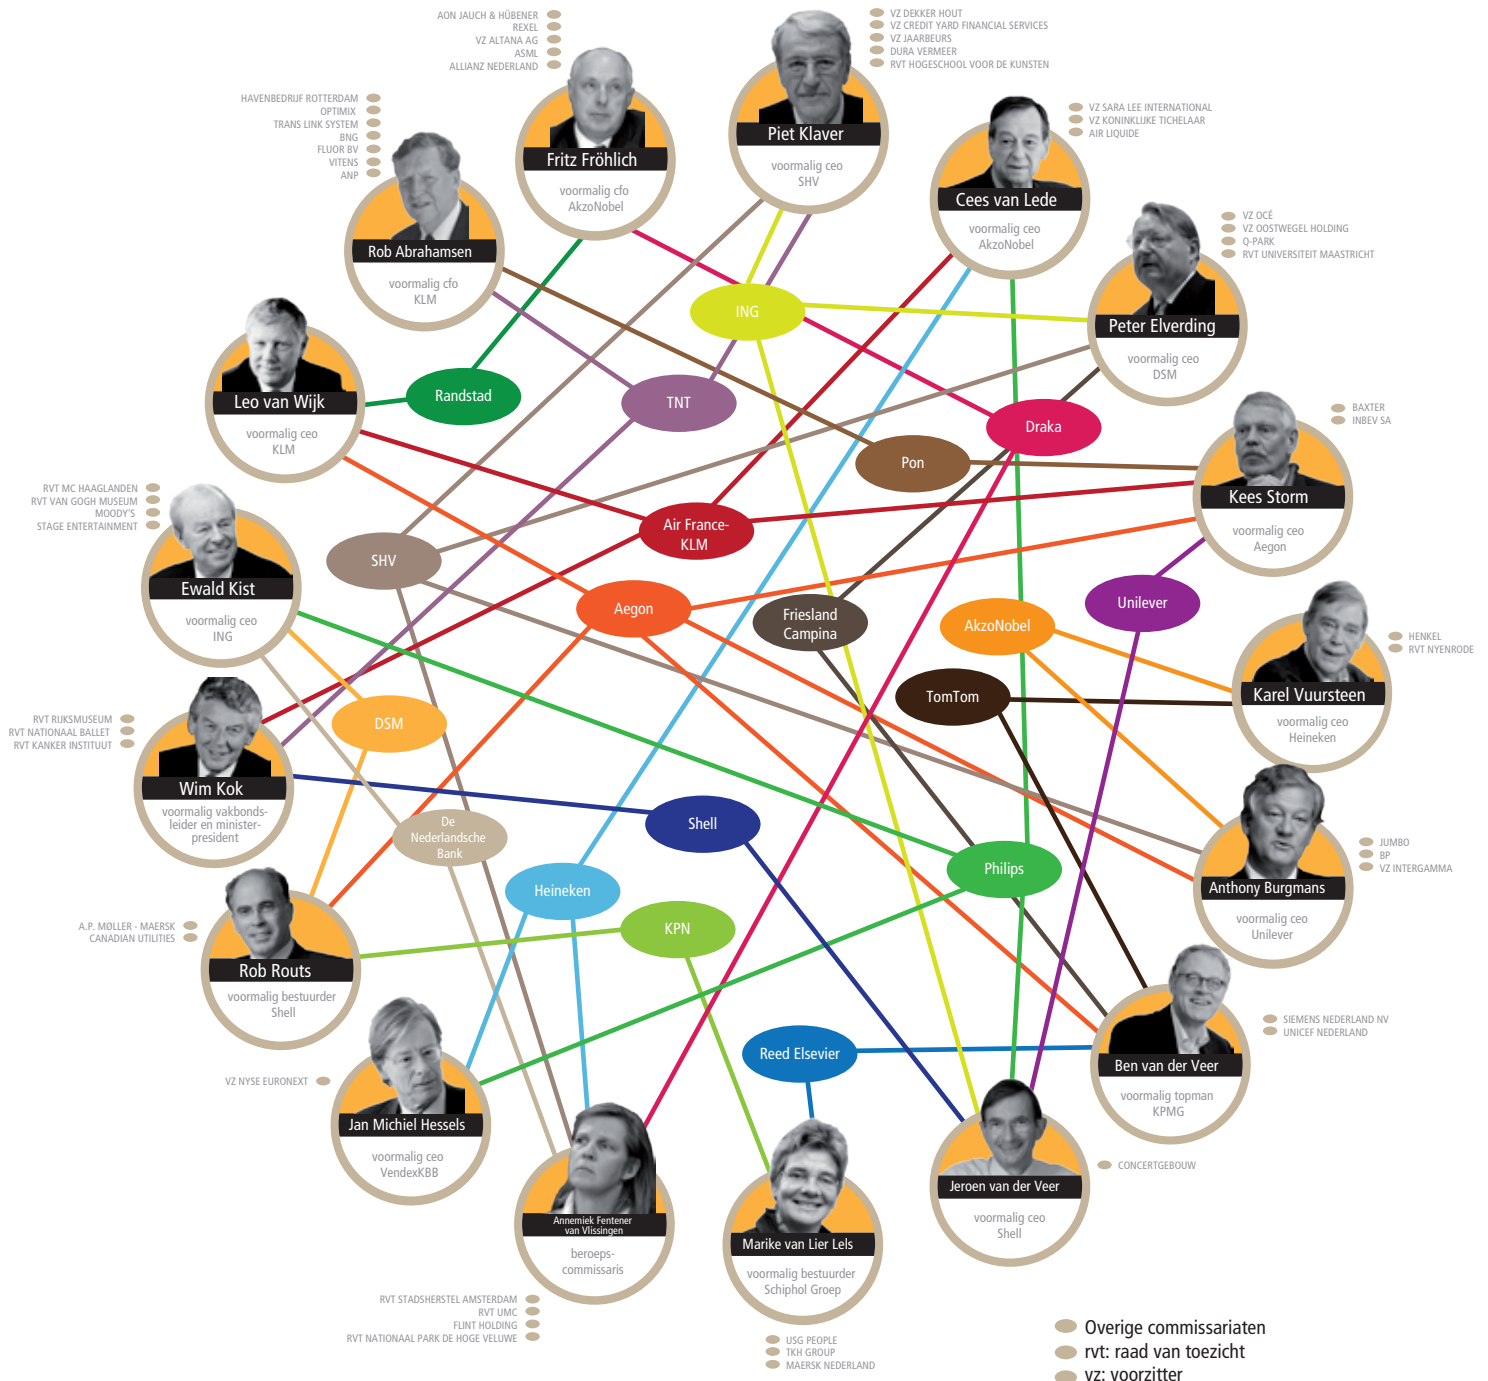 AON JAUCH & HÜBENER
REXEL
VZ ALTANA AG
ASML
ALLIANZ NEDERLAND
Fritz Fröhlich
voormalig cfo
AkzoNobel
VZ DEKKER HOUT
VZ CREDIT YARD FINANCIAL SERVICES
VZ JAARBEURS
DURA VERMEER
RVT HOGESCHOOL VOOR DE KUNSTEN
Piet Klaver
voormalig ceo
SHV
HAVENBEDRIJF ROTTERDAM
OPTIMIX
TRANS LINK SYSTEM
BNG
FLUOR BV
VITENS
ANP
Rob Abrahamsen
voormalig cfo
KLM
VZ SARA LEE INTERNATIONAL
VZ KONINKLIJKE TICHELAAR
AIR LIQUIDE
Cees van Lede
voormalig ceo
AkzoNobel
VZ OCÉ
VZ OOSTWEGEL HOLDING
Q-PARK
RVT UNIVERSITEIT MAASTRICHT
Peter Elverding
voormalig ceo
DSM
Leo van Wijk
voormalig ceo
KLM
ING
Randstad
TNT
Draka
Pon
BAXTER
INBEV SA
Kees Storm
voormalig ceo
Aegon
RVT MC HAAGLANDEN
RVT VAN GOGH MUSEUM
MOODY'S
STAGE ENTERTAINMENT
Ewald Kist
voormalig ceo
ING
Air France-
KLM
SHV
Aegon
Friesland
Campina
AkzoNobel
Unilever
HENKEL
RVT NYENRODE
Karel Vuursteen
voormalig ceo
Heineken
TomTom
DSM
RVT RIJKSMUSEUM
RVT NATIONAAL BALLET
RVT KANKER INSTITUUT
Wim Kok
voormalig vakbonds-
leider en minister-
president
De
Nederlandsche
Bank
Shell
Philips
Heineken
KPN
JUMBO
BP
VZ INTERGAMMA
Anthony Burgmans
voormalig ceo
Unilever
A.P. MØLLER - MAERSK
CANADIAN UTILITIES
Rob Routs
voormalig bestuurder
Shell
Reed Elsevier
SIEMENS NEDERLAND NV
UNICEF NEDERLAND
Ben van der Veer
voormalig topman
KPMG
VZ NYSE EURONEXT
Jan Michiel Hessels
voormalig ceo
VendexKBB
CONCERTGEBOUW
Jeroen van der Veer
voormalig ceo
Shell
Annemiek Fentener
van Vlissingen
beroeps-
commissaris
Marike van Lier Lels
voormalig bestuurder
Schiphol Groep
RVT STADSHERSTEL AMSTERDAM
RVT UMC
FLINT HOLDING
RVT NATIONAAL PARK DE HOGE VELUWE
USG PEOPLE
TKH GROUP
MAERSK NEDERLAND
Overige commissariaten
rvt: raad van toezicht
vz: voorzitter